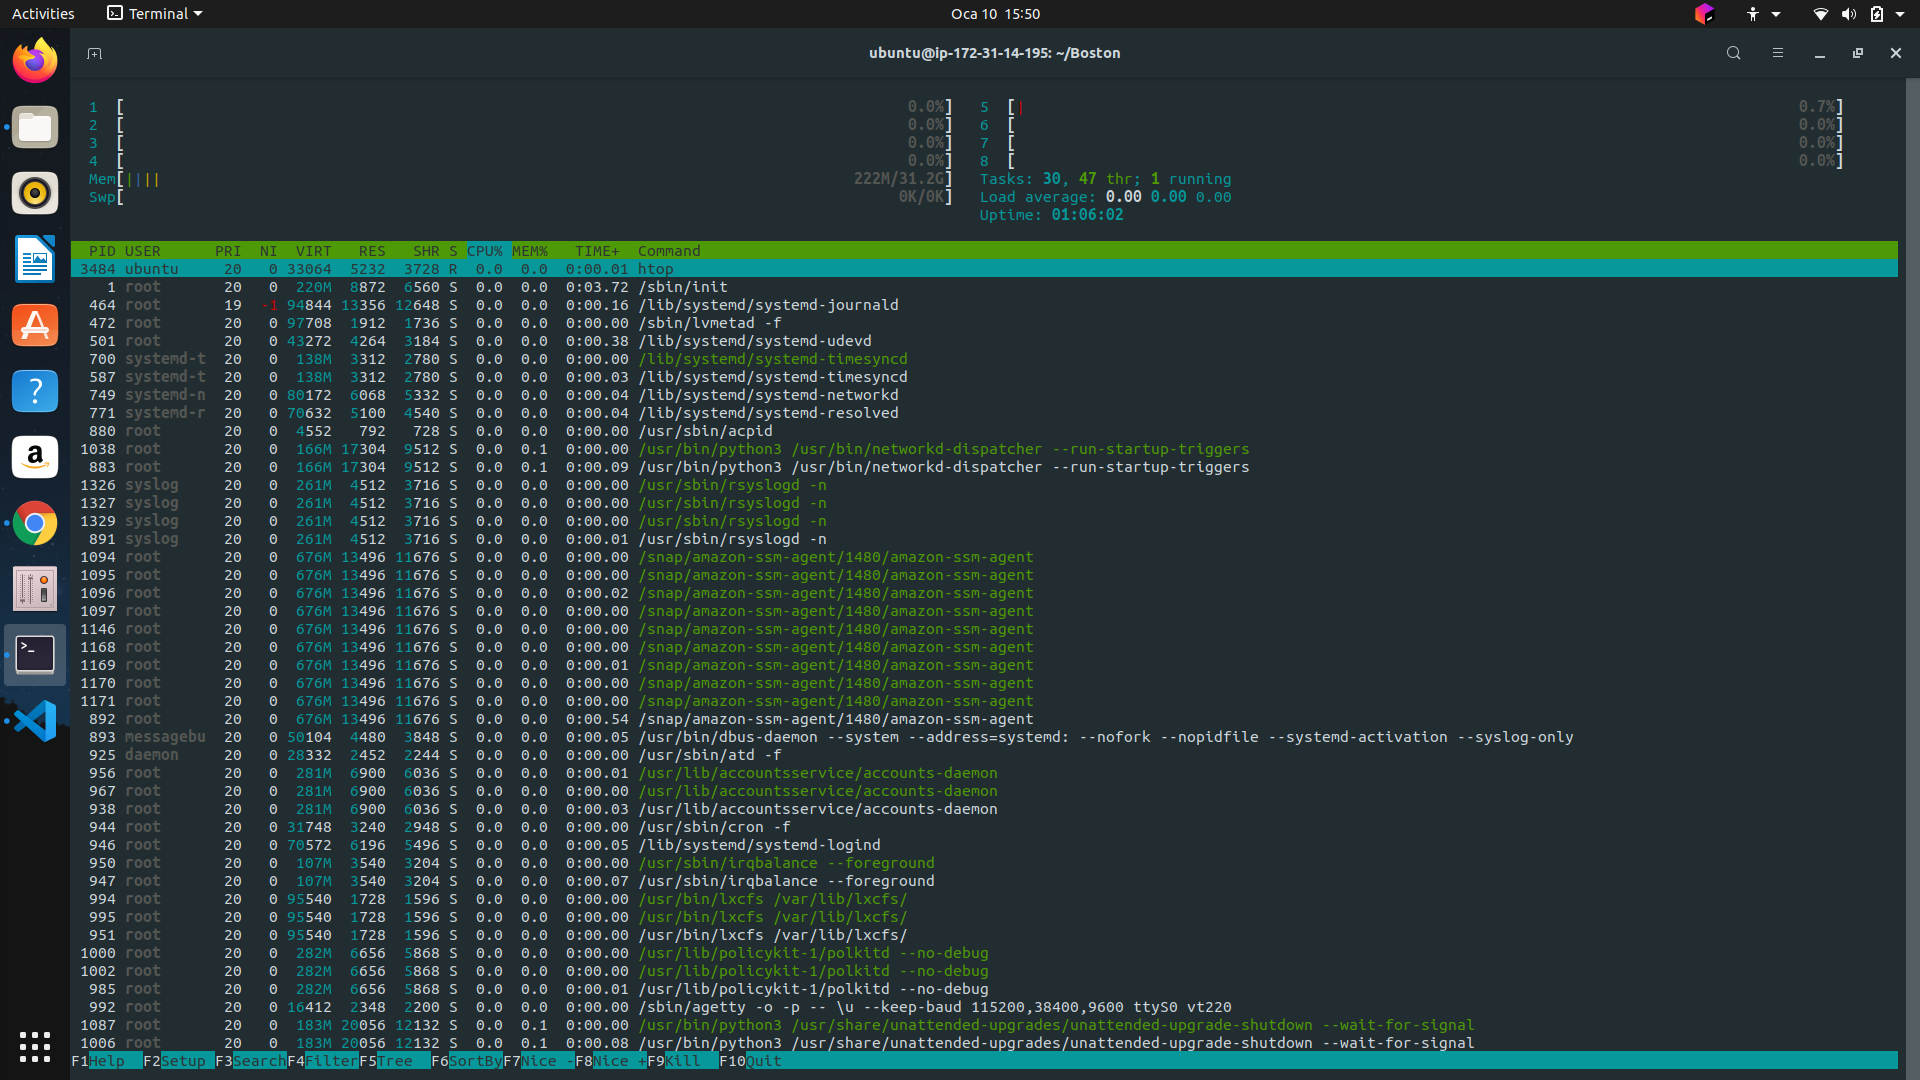 Activities Terminal Oca 10 15:50
ubuntu@ip-172-31-14-195: ~/Boston
1 [ 0.0%] 5 [| 0.7%]
2 [ 0.0%] 6 [ 0.0%]
3 [ 0.0%] 7 [ 0.0%]
4 [ 0.0%] 8 [ 0.0%]
Mem[|||| 222M/31.2G] Tasks: 30, 47 thr; 1 running
Swp[ 0K/0K] Load average: 0.00 0.00 0.00
Uptime: 01:06:02
PID USER PRI NI VIRT RES SHR S CPU% MEM% TIME+ Command
3484 ubuntu 20 0 33064 5232 3728 R 0.0 0.0 0:00.01 htop
1 root 20 0 220M 8872 6560 S 0.0 0.0 0:03.72 /sbin/init
464 root 19 -1 94844 13356 12648 S 0.0 0.0 0:00.16 /lib/systemd/systemd-journald
472 root 20 0 97708 1912 1736 S 0.0 0.0 0:00.00 /sbin/lvmetad -f
501 root 20 0 43272 4264 3184 S 0.0 0.0 0:00.38 /lib/systemd/systemd-udevd
700 systemd-t 20 0 138M 3312 2780 S 0.0 0.0 0:00.00 /lib/systemd/systemd-timesyncd
587 systemd-t 20 0 138M 3312 2780 S 0.0 0.0 0:00.03 /lib/systemd/systemd-timesyncd
749 systemd-n 20 0 80172 6068 5332 S 0.0 0.0 0:00.04 /lib/systemd/systemd-networkd
771 systemd-r 20 0 70632 5100 4540 S 0.0 0.0 0:00.04 /lib/systemd/systemd-resolved
880 root 20 0 4552 792 728 S 0.0 0.0 0:00.00 /usr/sbin/acpid
1038 root 20 0 166M 17304 9512 S 0.0 0.1 0:00.00 /usr/bin/python3 /usr/bin/networkd-dispatcher --run-startup-triggers
883 root 20 0 166M 17304 9512 S 0.0 0.1 0:00.09 /usr/bin/python3 /usr/bin/networkd-dispatcher --run-startup-triggers
1326 syslog 20 0 261M 4512 3716 S 0.0 0.0 0:00.00 /usr/sbin/rsyslogd -n
1327 syslog 20 0 261M 4512 3716 S 0.0 0.0 0:00.00 /usr/sbin/rsyslogd -n
1329 syslog 20 0 261M 4512 3716 S 0.0 0.0 0:00.00 /usr/sbin/rsyslogd -n
891 syslog 20 0 261M 4512 3716 S 0.0 0.0 0:00.01 /usr/sbin/rsyslogd -n
1094 root 20 0 676M 13496 11676 S 0.0 0.0 0:00.00 /snap/amazon-ssm-agent/1480/amazon-ssm-agent
1095 root 20 0 676M 13496 11676 S 0.0 0.0 0:00.00 /snap/amazon-ssm-agent/1480/amazon-ssm-agent
1096 root 20 0 676M 13496 11676 S 0.0 0.0 0:00.02 /snap/amazon-ssm-agent/1480/amazon-ssm-agent
1097 root 20 0 676M 13496 11676 S 0.0 0.0 0:00.00 /snap/amazon-ssm-agent/1480/amazon-ssm-agent
1146 root 20 0 676M 13496 11676 S 0.0 0.0 0:00.00 /snap/amazon-ssm-agent/1480/amazon-ssm-agent
1168 root 20 0 676M 13496 11676 S 0.0 0.0 0:00.00 /snap/amazon-ssm-agent/1480/amazon-ssm-agent
1169 root 20 0 676M 13496 11676 S 0.0 0.0 0:00.01 /snap/amazon-ssm-agent/1480/amazon-ssm-agent
1170 root 20 0 676M 13496 11676 S 0.0 0.0 0:00.00 /snap/amazon-ssm-agent/1480/amazon-ssm-agent
1171 root 20 0 676M 13496 11676 S 0.0 0.0 0:00.00 /snap/amazon-ssm-agent/1480/amazon-ssm-agent
892 root 20 0 676M 13496 11676 S 0.0 0.0 0:00.54 /snap/amazon-ssm-agent/1480/amazon-ssm-agent
893 messagebu 20 0 50104 4480 3848 S 0.0 0.0 0:00.05 /usr/bin/dbus-daemon --system --address=systemd: --nofork --nopidfile --systemd-activation --syslog-only
925 daemon 20 0 28332 2452 2244 S 0.0 0.0 0:00.00 /usr/sbin/atd -f
956 root 20 0 281M 6900 6036 S 0.0 0.0 0:00.01 /usr/lib/accountsservice/accounts-daemon
967 root 20 0 281M 6900 6036 S 0.0 0.0 0:00.00 /usr/lib/accountsservice/accounts-daemon
938 root 20 0 281M 6900 6036 S 0.0 0.0 0:00.03 /usr/lib/accountsservice/accounts-daemon
944 root 20 0 31748 3240 2948 S 0.0 0.0 0:00.00 /usr/sbin/cron -f
946 root 20 0 70572 6196 5496 S 0.0 0.0 0:00.05 /lib/systemd/systemd-logind
950 root 20 0 107M 3540 3204 S 0.0 0.0 0:00.00 /usr/sbin/irqbalance --foreground
947 root 20 0 107M 3540 3204 S 0.0 0.0 0:00.07 /usr/sbin/irqbalance --foreground
994 root 20 0 95540 1728 1596 S 0.0 0.0 0:00.00 /usr/bin/lxcfs /var/lib/lxcfs/
995 root 20 0 95540 1728 1596 S 0.0 0.0 0:00.00 /usr/bin/lxcfs /var/lib/lxcfs/
951 root 20 0 95540 1728 1596 S 0.0 0.0 0:00.00 /usr/bin/lxcfs /var/lib/lxcfs/
1000 root 20 0 282M 6656 5868 S 0.0 0.0 0:00.00 /usr/lib/policykit-1/polkitd --no-debug
1002 root 20 0 282M 6656 5868 S 0.0 0.0 0:00.00 /usr/lib/policykit-1/polkitd --no-debug
985 root 20 0 282M 6656 5868 S 0.0 0.0 0:00.01 /usr/lib/policykit-1/polkitd --no-debug
992 root 20 0 16412 2348 2200 S 0.0 0.0 0:00.00 /sbin/agetty -o -p -- \u --keep-baud 115200,38400,9600 ttyS0 vt220
1087 root 20 0 183M 20056 12132 S 0.0 0.1 0:00.00 /usr/bin/python3 /usr/share/unattended-upgrades/unattended-upgrade-shutdown --wait-for-signal
1006 root 20 0 183M 20056 12132 S 0.0 0.1 0:00.08 /usr/bin/python3 /usr/share/unattended-upgrades/unattended-upgrade-shutdown --wait-for-signal
F1Help F2Setup F3SearchF4FilterF5Tree F6SortByF7Nice -F8Nice +F9Kill F10Quit